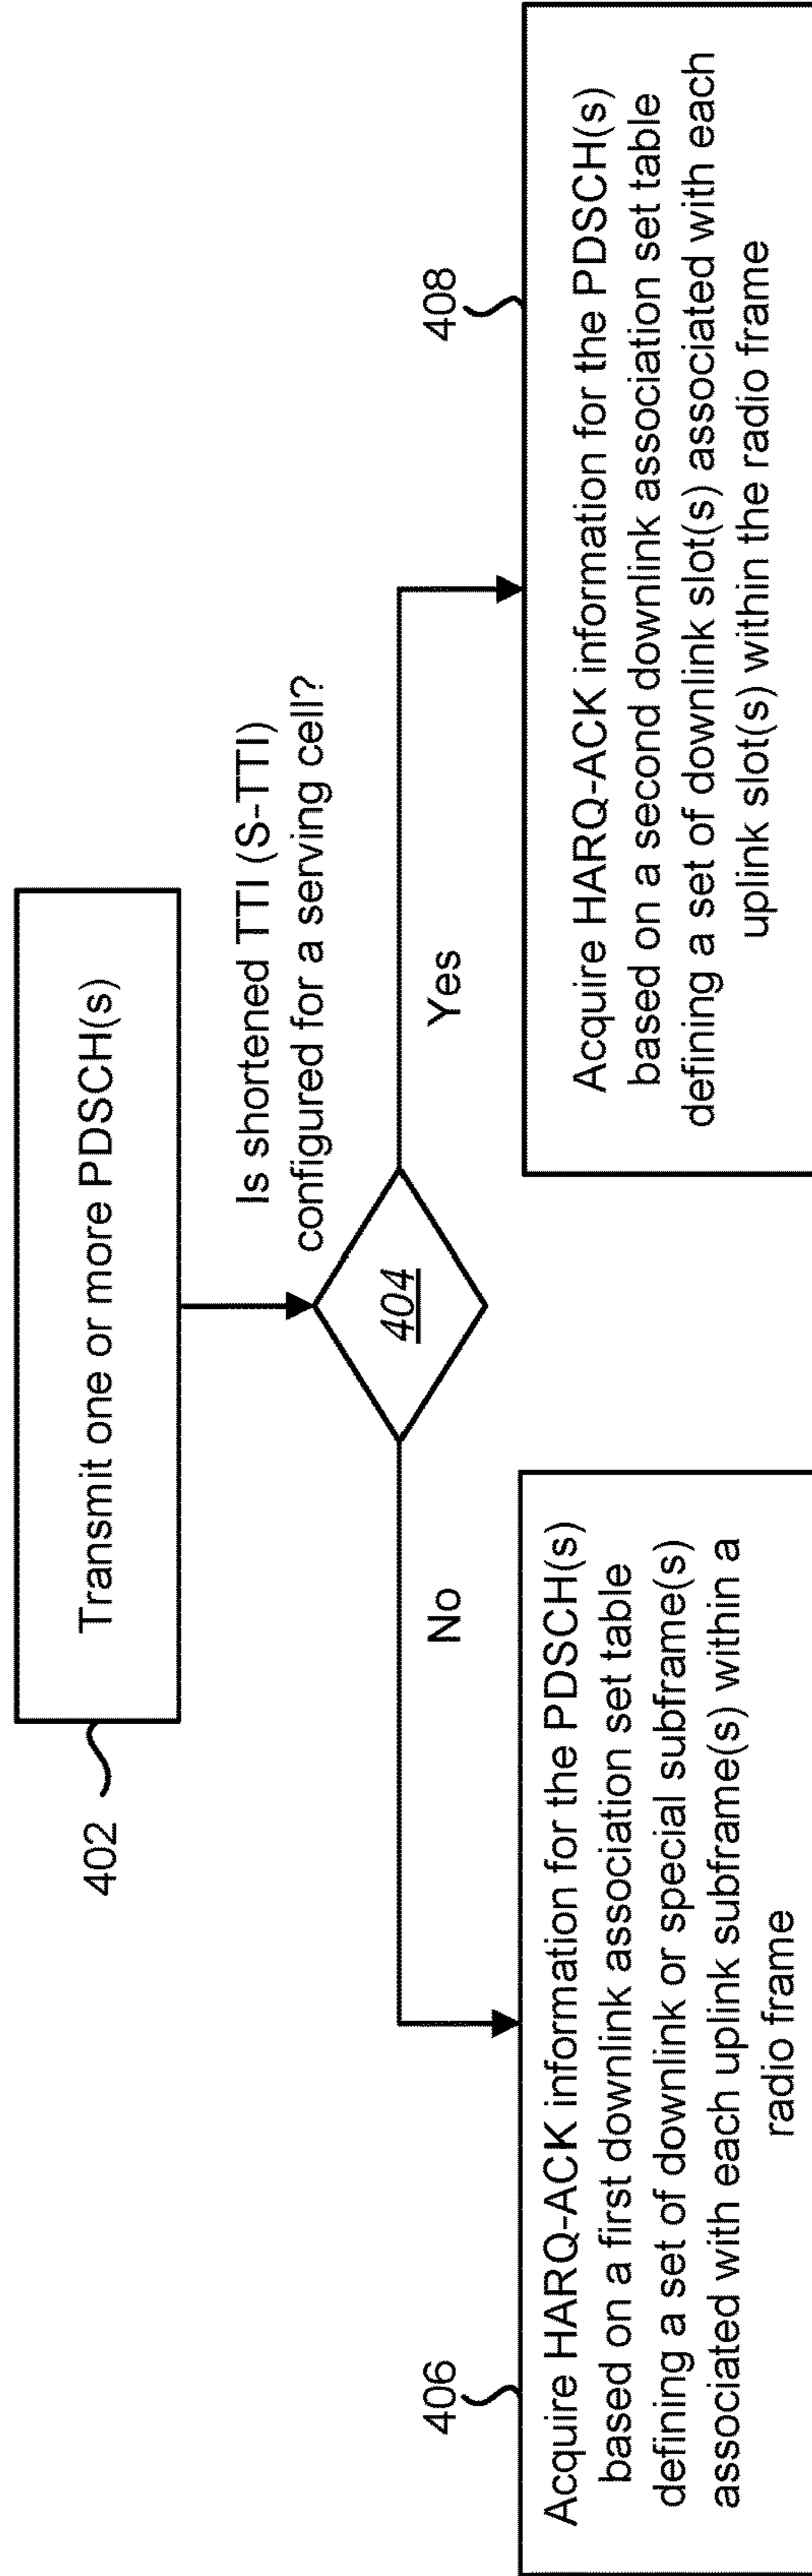 402
Transmit one or more PDSCH(s)
Is shortened TTI (S-TTI)
configured for a serving cell?
404
No
Yes
406
Acquire HARQ-ACK information for the PDSCH(s)
based on a first downlink association set table
defining a set of downlink or special subframe(s)
associated with each uplink subframe(s) within a
radio frame
408
Acquire HARQ-ACK information for the PDSCH(s)
based on a second downlink association set table
defining a set of downlink slot(s) associated with each
uplink slot(s) within the radio frame